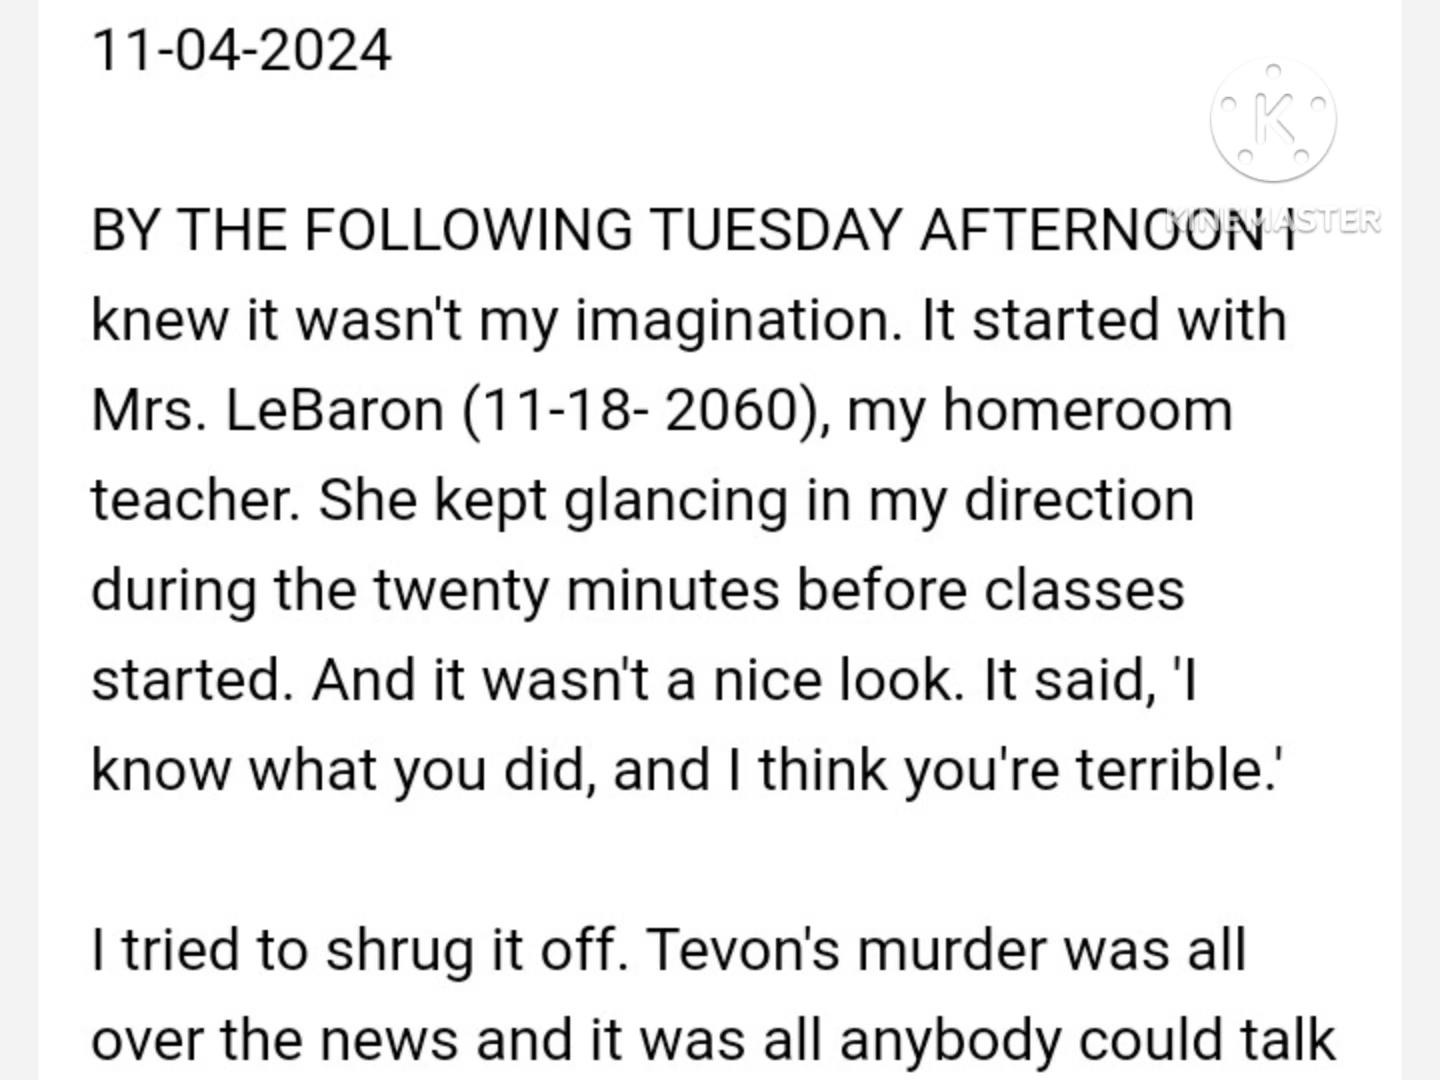 11-04-2024
K
KINEMASTER
BY THE FOLLOWING TUESDAY AFTERNOON I
knew it wasn't my imagination. It started with
Mrs. LeBaron (11-18- 2060), my homeroom
teacher. She kept glancing in my direction
during the twenty minutes before classes
started. And it wasn't a nice look. It said, 'I
know what you did, and I think you're terrible.'
I tried to shrug it off. Tevon's murder was all
over the news and it was all anybody could talk